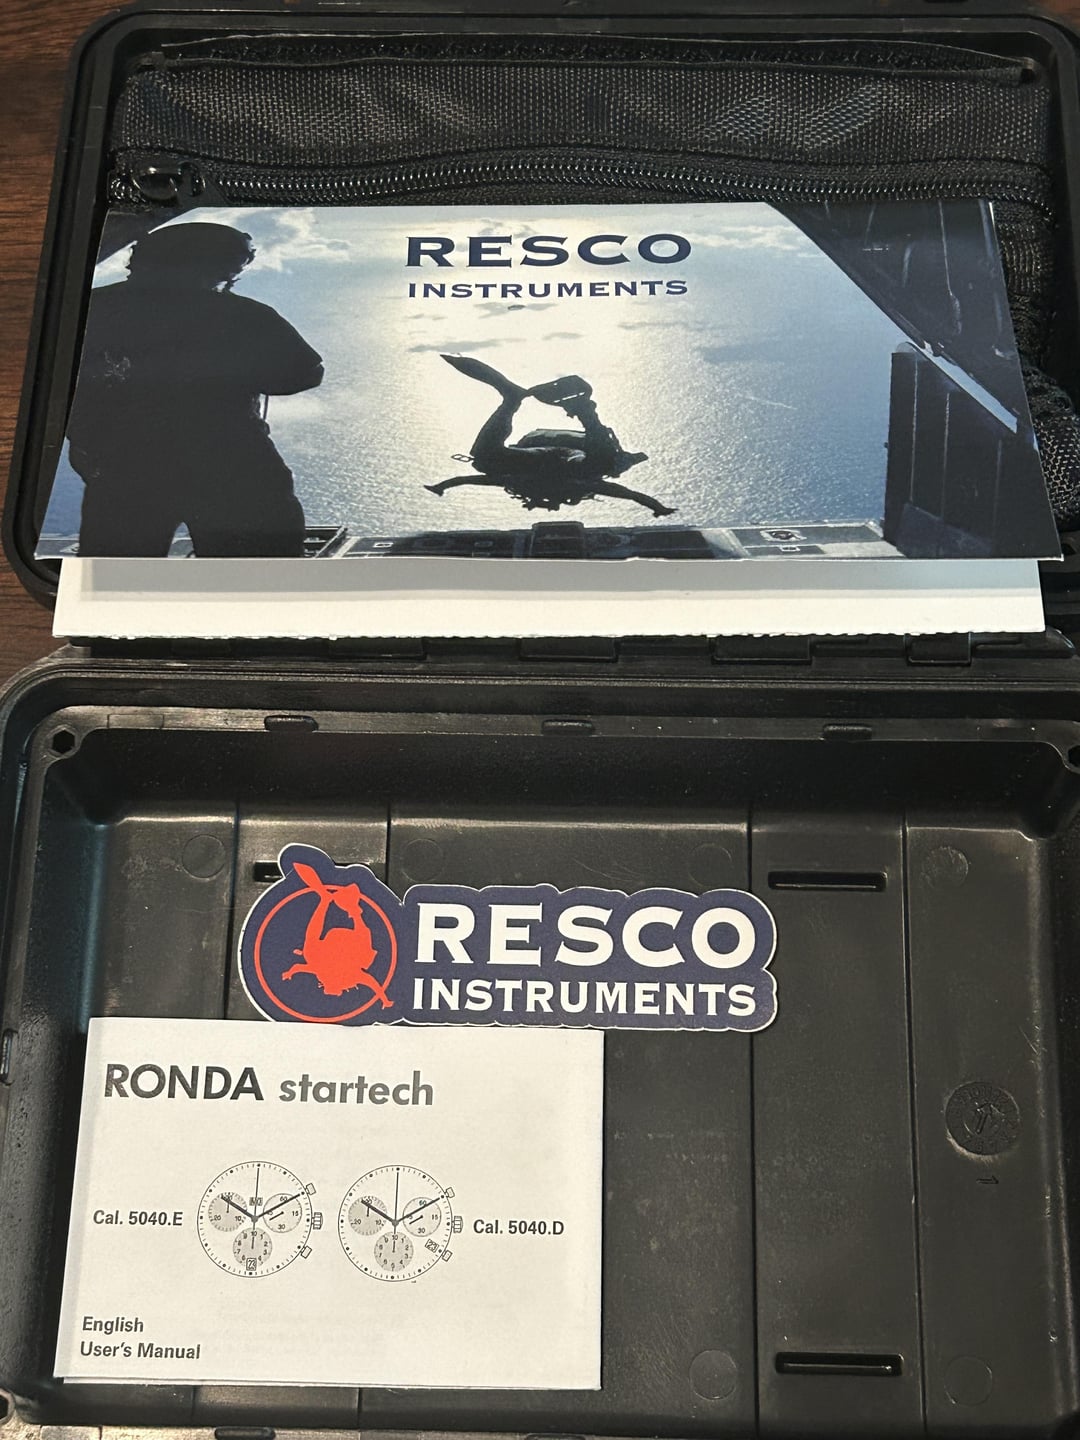 RESCO
INSTRUMENTS
RESCO
INSTRUMENTS
RONDA startech
Cal. 5040.E
Cal. 5040.D
English
User's Manual